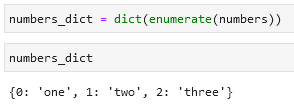 numbers_dict = dict(enumerate(numbers))
numbers_dict
{0: 'one', 1: 'two', 2: 'three'}